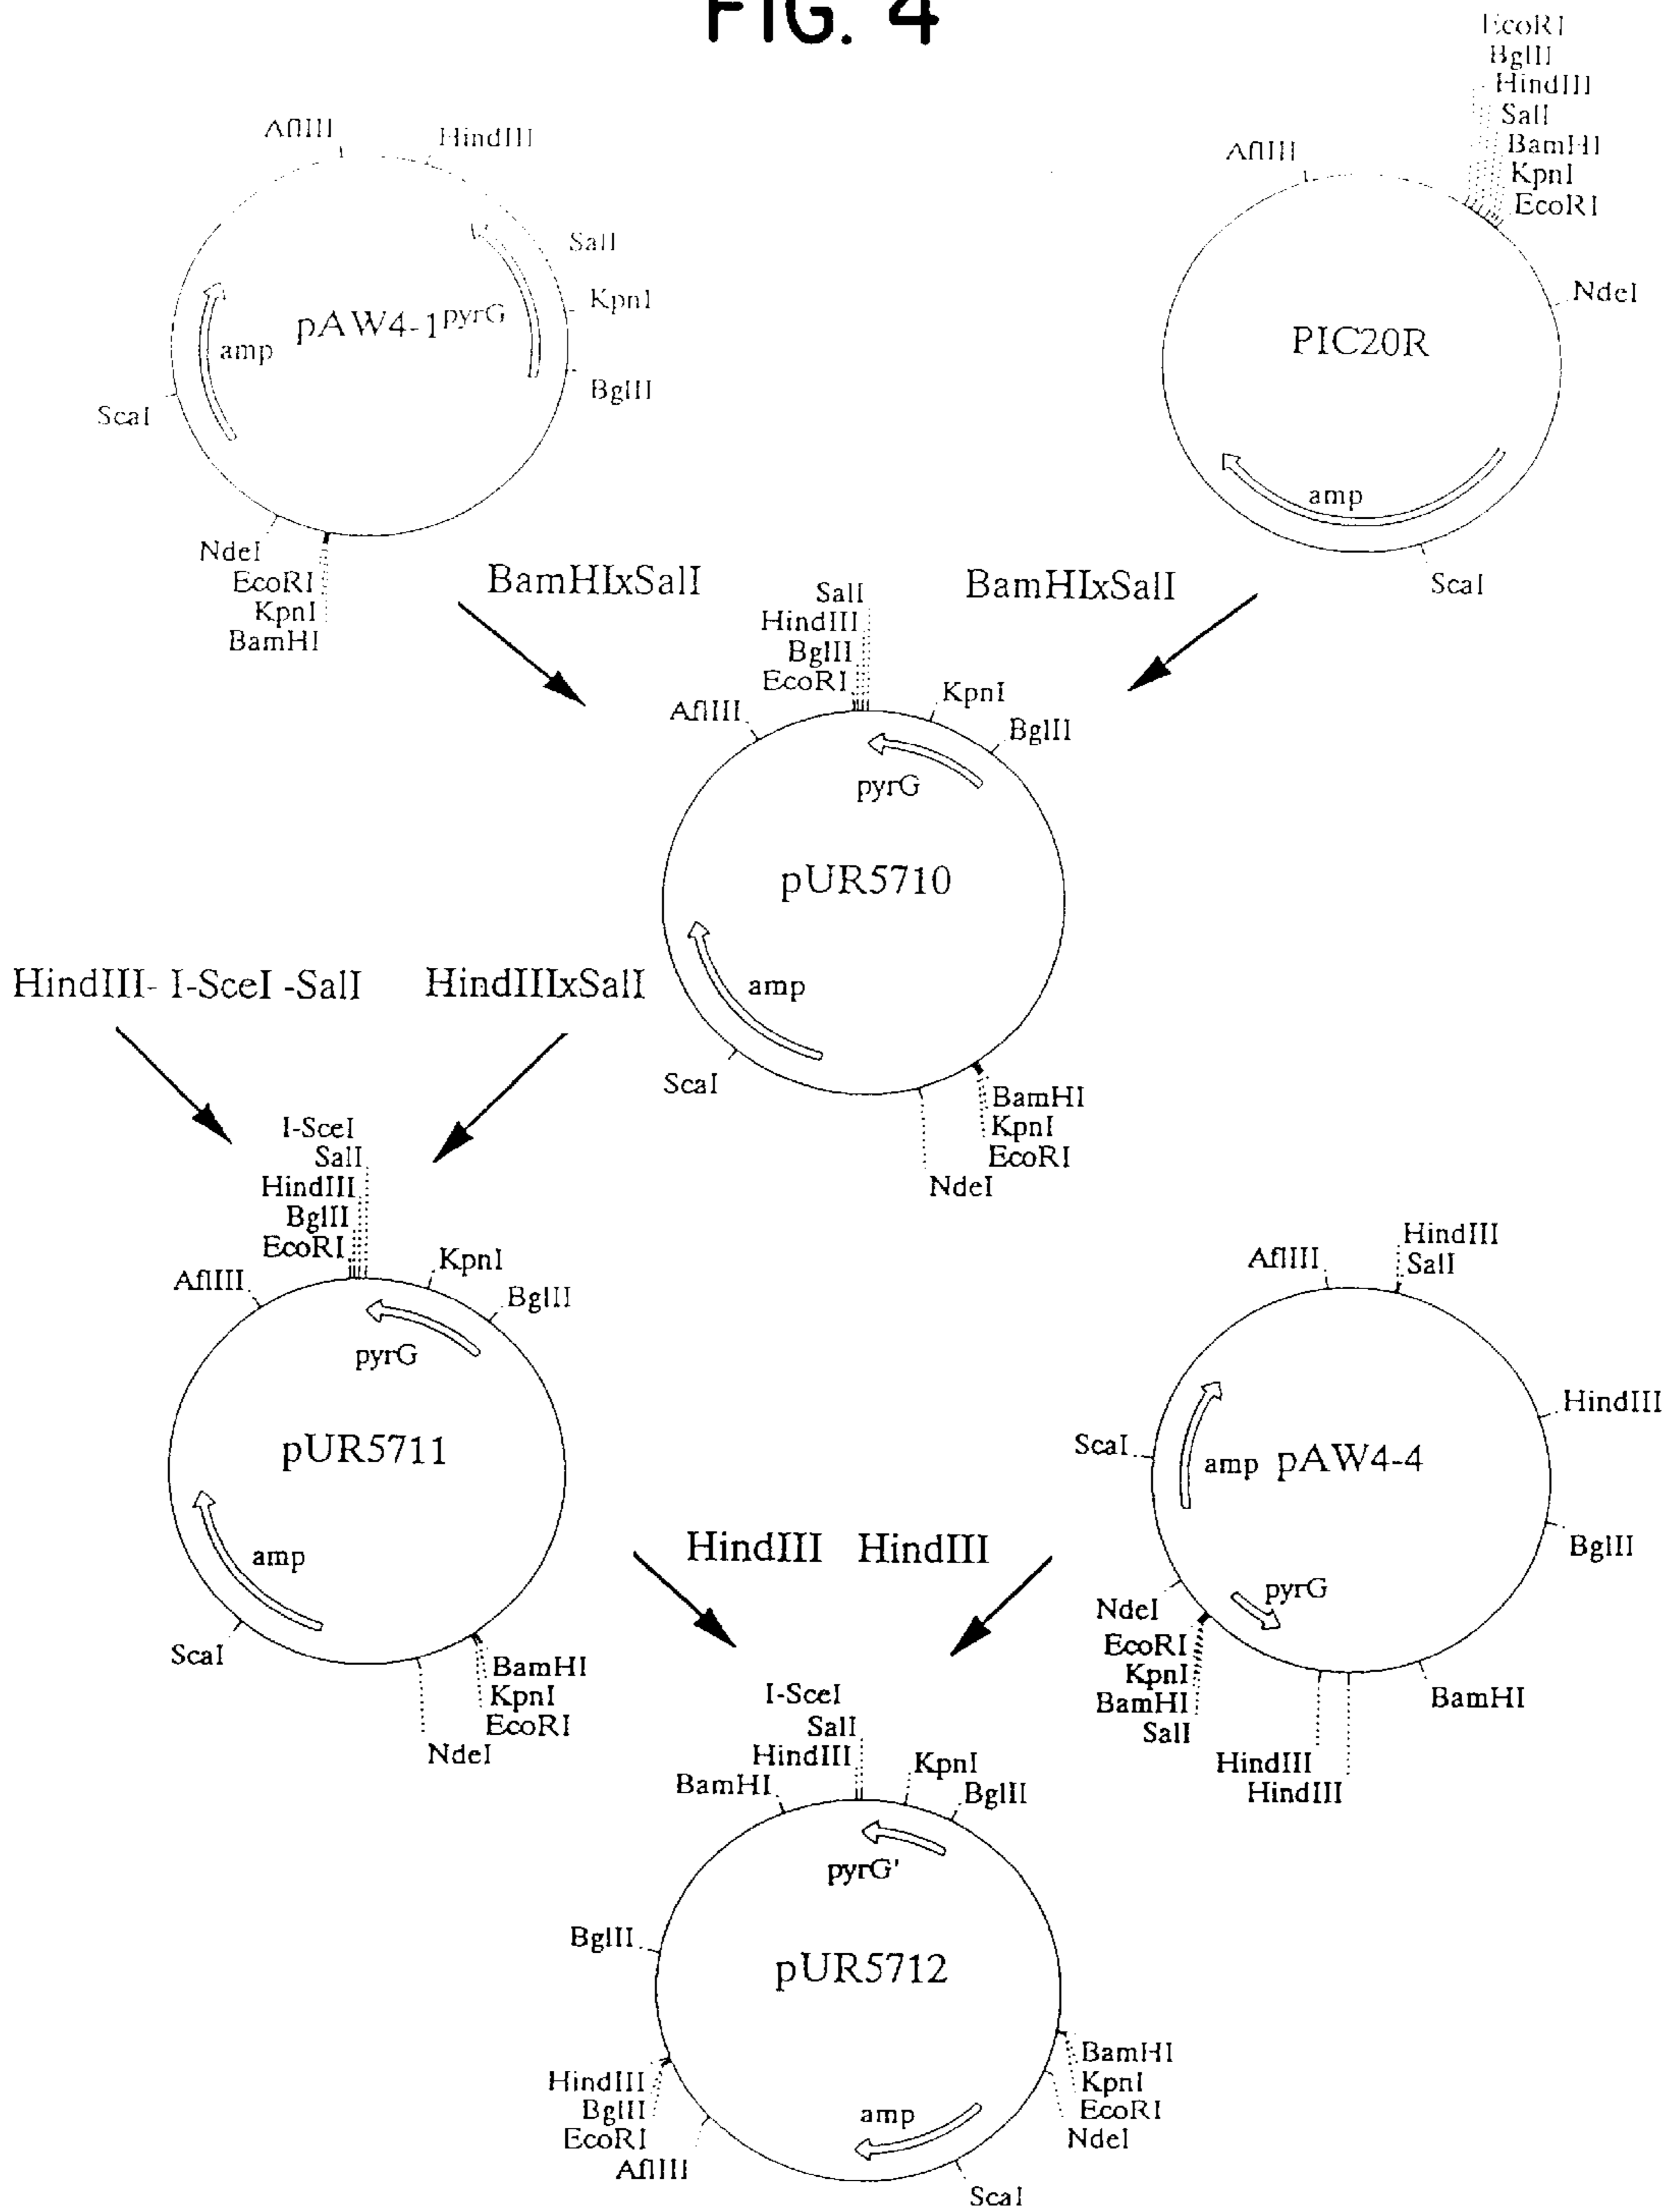 FIG. 4
AflIII
HindIII
SalI
KpnI
BglII
pyrG
pAW4-1
amp
ScaI
NdeI
EcoRI
KpnI
BamHI
EcoRI
BglII
HindIII
SalI
BamHI
KpnI
EcoRI
AflIII
NdeI
PIC20R
amp
ScaI
BamHIxSalI
BamHIxSalI
SalI
HindIII
BglII
EcoRI
AflIII
KpnI
BglII
pyrG
pUR5710
amp
ScaI
BamHI
KpnI
EcoRI
NdeI
HindIII- I-SceI -SalI
HindIIIxSalI
I-SceI
SalI
HindIII
BglII
EcoRI
AflIII
KpnI
BglII
pyrG
pUR5711
amp
ScaI
BamHI
KpnI
EcoRI
NdeI
HindIII
SalI
AflIII
HindIII
ScaI
amp pAW4-4
BglII
pyrG
NdeI
EcoRI
KpnI
BamHI
SalI
BamHI
HindIII
HindIII
HindIII HindIII
I-SceI
SalI
HindIII
BamHI
KpnI
BglII
pyrG'
BglII
pUR5712
BamHI
KpnI
EcoRI
NdeI
HindIII
BglII
EcoRI
AflIII
amp
ScaI